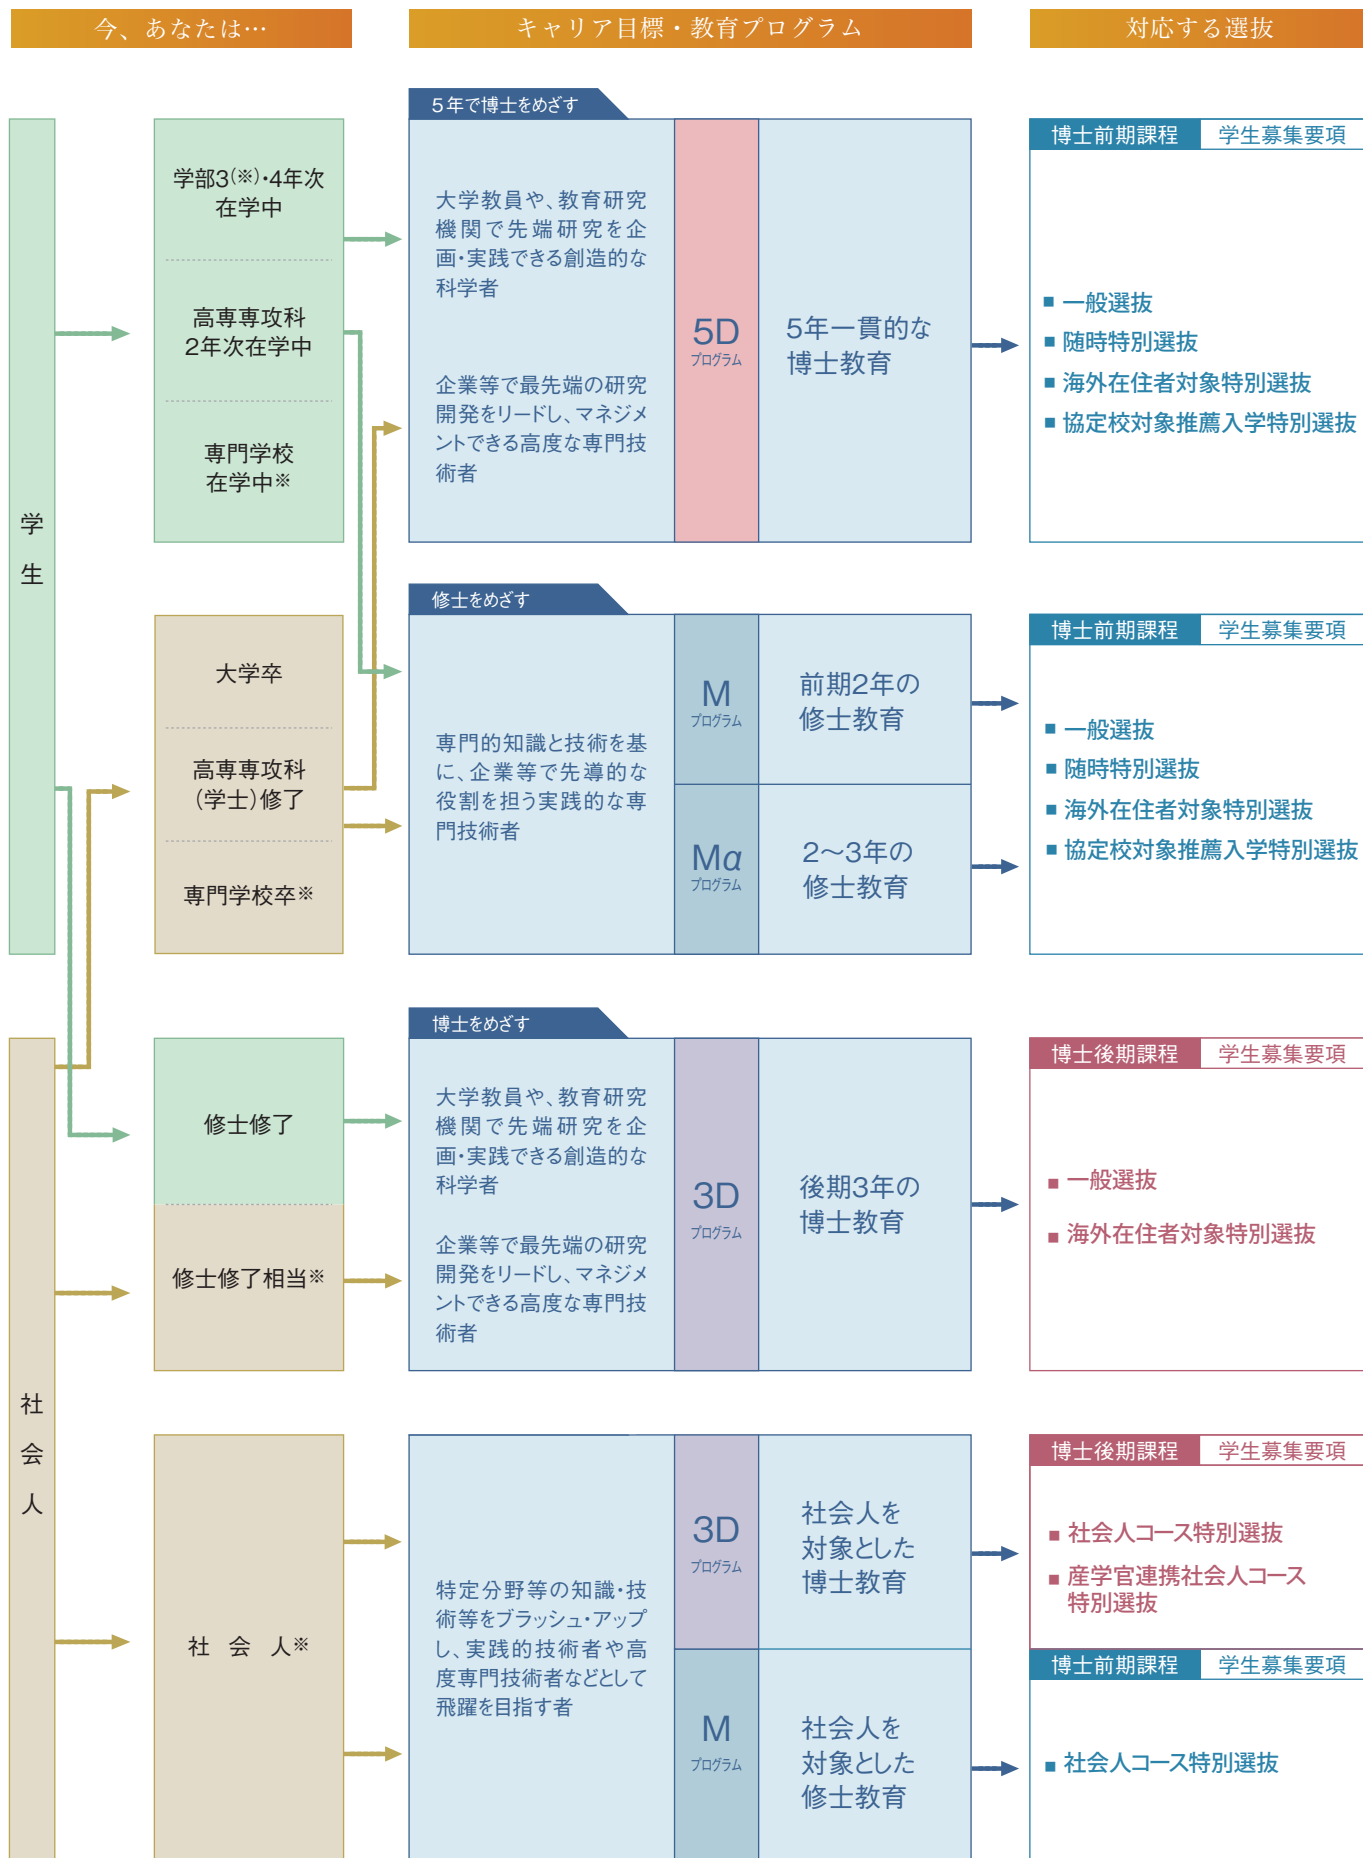 今、あなたは…
キャリア目標・教育プログラム
対応する選抜
学生
学部3(※)・4年次
在学中
高専専攻科
2年次在学中
専門学校
在学中※
5年で博士をめざす
大学教員や、教育研究
機関で先端研究を企
画・実践できる創造的な
科学者
企業等で最先端の研究
開発をリードし、マネジメ
ントできる高度な専門技
術者
5D
プログラム
5年一貫的な
博士教育
博士前期課程 学生募集要項
■ 一般選抜
■ 随時特別選抜
■ 海外在住者対象特別選抜
■ 協定校対象推薦入学特別選抜
大学卒
高専専攻科
(学士)修了
専門学校卒※
修士をめざす
専門的知識と技術を基
に、企業等で先導的な
役割を担う実践的な専
門技術者
M
プログラム
前期2年の
修士教育
Mα
プログラム
2〜3年の
修士教育
博士前期課程 学生募集要項
■ 一般選抜
■ 随時特別選抜
■ 海外在住者対象特別選抜
■ 協定校対象推薦入学特別選抜
社会人
修士修了
修士修了相当※
博士をめざす
大学教員や、教育研究
機関で先端研究を企
画・実践できる創造的な
科学者
企業等で最先端の研究
開発をリードし、マネジメ
ントできる高度な専門技
術者
3D
プログラム
後期3年の
博士教育
博士後期課程 学生募集要項
■ 一般選抜
■ 海外在住者対象特別選抜
社 会 人※
特定分野等の知識・技
術等をブラッシュ・アップ
し、実践的技術者や高
度専門技術者などとして
飛躍を目指す者
3D
プログラム
社会人を
対象とした
博士教育
M
プログラム
社会人を
対象とした
修士教育
博士後期課程 学生募集要項
■ 社会人コース特別選抜
■ 産学官連携社会人コース
特別選抜
博士前期課程 学生募集要項
■ 社会人コース特別選抜